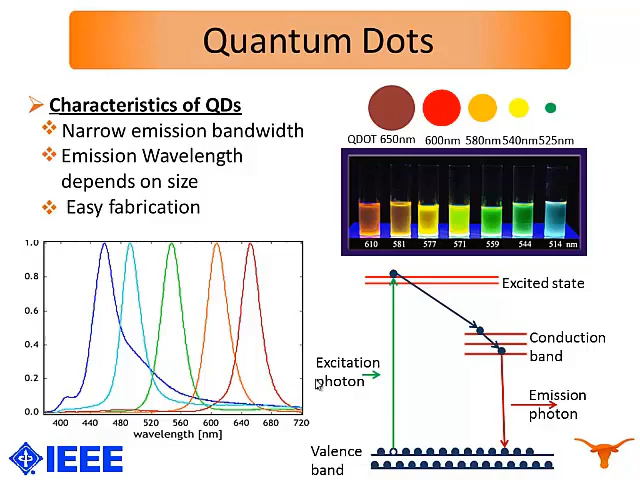 Quantum Dots
Characteristics of QDs
Narrow emission bandwidth
Emission Wavelength
depends on size
Easy fabrication
QDOT 650nm 600nm 580nm 540nm 525nm
610 581 577 571 559 544 514 nm
1.0
0.8
0.6
0.4
0.2
0.0
400 440 480 520 560 600 640 680 720
wavelength [nm]
Excited state
Conduction
band
Excitation
photon
Emission
photon
Valence
band
IEEE